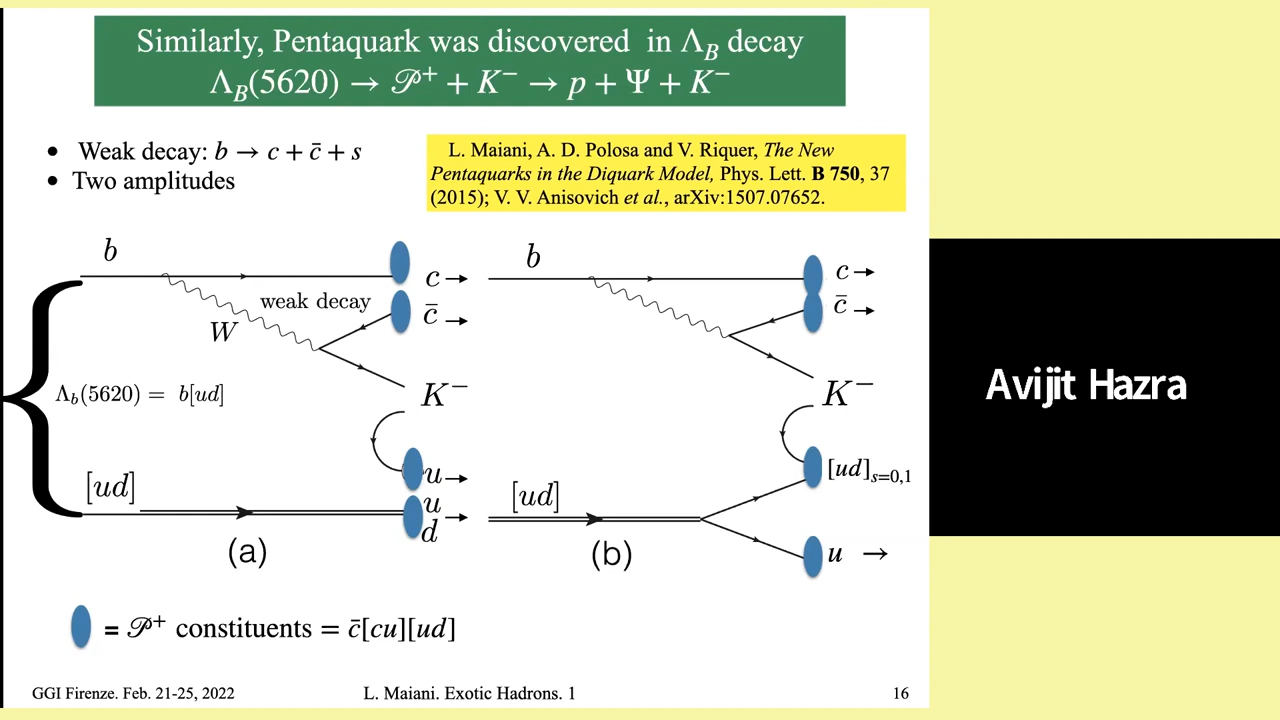 Similarly, Pentaquark was discovered in Λ_B decay
Λ_B(5620) → 𝒫⁺ + K⁻ → p + Ψ + K⁻
• Weak decay: b → c + c̄ + s
• Two amplitudes
L. Maiani, A. D. Polosa and V. Riquer, The New
Pentaquarks in the Diquark Model, Phys. Lett. B 750, 37
(2015); V. V. Anisovich et al., arXiv:1507.07652.
b
c →
c̄ →
weak decay
W
K⁻
Λ_b(5620) = b[ud]
[ud]
u →
u
d →
(a)
b
c →
c̄ →
K⁻
[ud]_{s=0,1}
[ud]
u →
(b)
= 𝒫⁺ constituents = c̄[cu][ud]
GGI Firenze. Feb. 21-25, 2022
L. Maiani. Exotic Hadrons. 1
16
Avijit Hazra